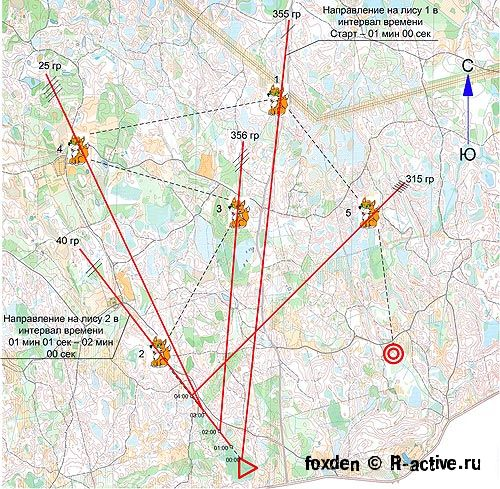 355 гр
Направление на лису 1 в
интервал времени
Старт – 01 мин 00 сек
25 гр
С
1
356 гр
Ю
4
315 гр
3
5
40 гр
Направление на лису 2 в
интервал времени
01 мин 01 сек – 02 мин
00 сек
2
04:00
03:00
02:00
01:00
00:00
foxden © R-active.ru